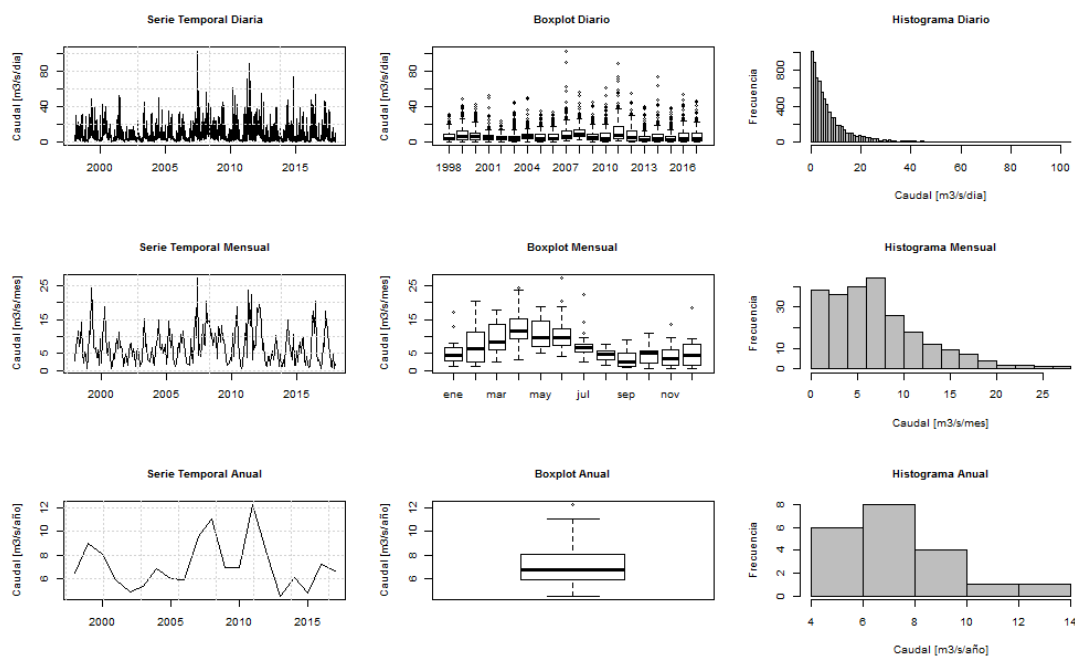 Serie Temporal Diaria
Caudal [m3/s/dia]
0 40 80
2000 2005 2010 2015
Boxplot Diario
Caudal [m3/s/dia]
0 40 80
1998 2001 2004 2007 2010 2013 2016
Histograma Diario
Frecuencia
0 400 800
0 20 40 60 80 100
Caudal [m3/s/dia]
Serie Temporal Mensual
Caudal [m3/s/mes]
0 5 15 25
2000 2005 2010 2015
Boxplot Mensual
Caudal [m3/s/mes]
0 5 15 25
ene mar may jul sep nov
Histograma Mensual
Frecuencia
0 10 30
0 5 10 15 20 25
Caudal [m3/s/mes]
Serie Temporal Anual
Caudal [m3/s/año]
6 8 10 12
2000 2005 2010 2015
Boxplot Anual
Caudal [m3/s/año]
6 8 10 12
Histograma Anual
Frecuencia
0 2 4 6 8
4 6 8 10 12 14
Caudal [m3/s/año]